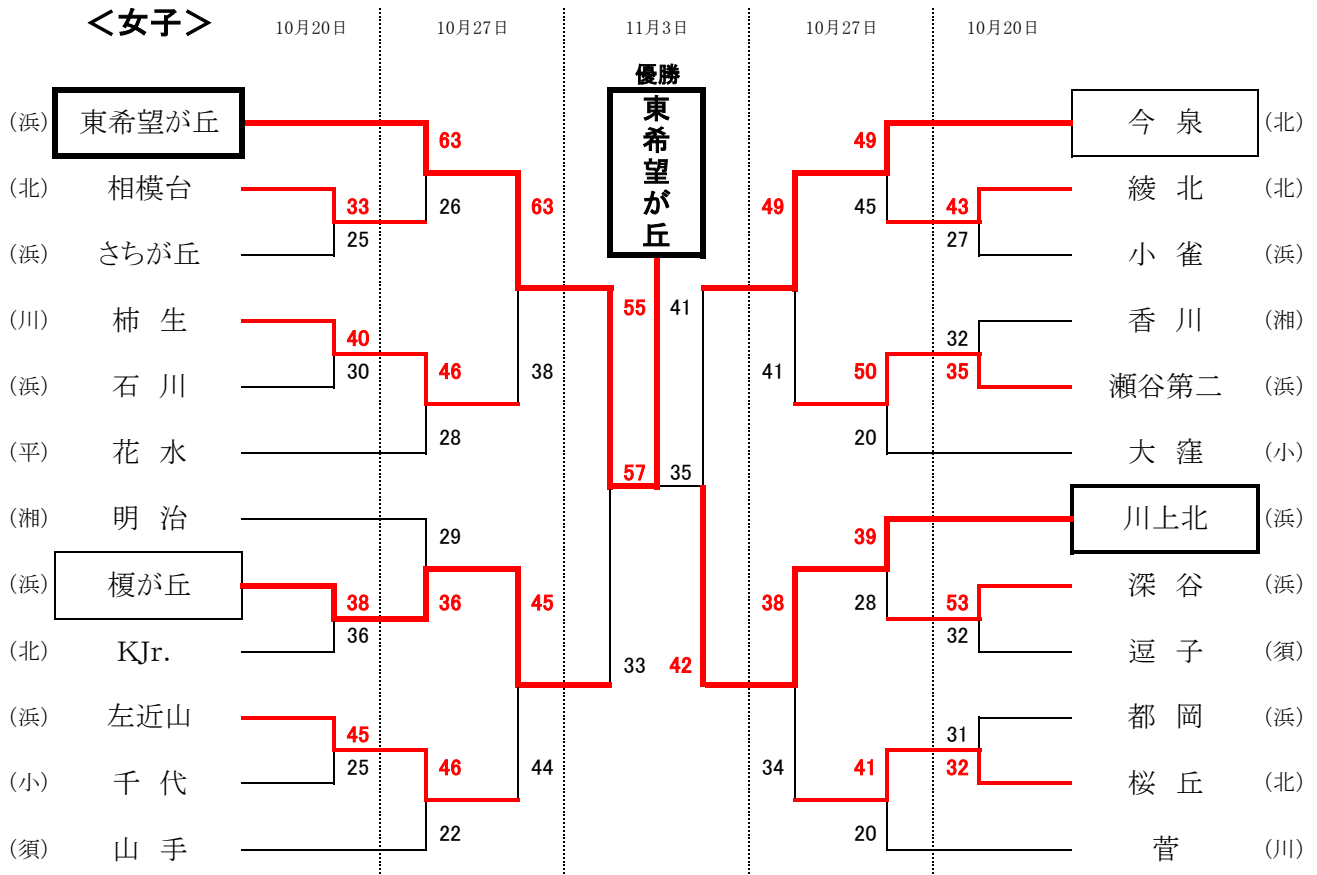 ＜女子＞ 10月20日 10月27日 11月3日 10月27日 10月20日
優勝
東希望が丘
(浜) 東希望が丘 今 泉 (北)
63 49
(北) 相模台 綾 北 (北)
33 26 63 49 45 43
25 27
(浜) さちが丘 小 雀 (浜)
55 41
(川) 柿 生 香 川 (湘)
40 32
30 46 38 41 50 35
(浜) 石 川 瀬谷第二 (浜)
28 20
(平) 花 水 大 窪 (小)
57 35
(湘) 明 治 川上北 (浜)
29 39
(浜) 榎が丘 深 谷 (浜)
38 36 45 38 28 53
36 32
(北) KJr. 逗 子 (須)
33 42
(浜) 左近山 都 岡 (浜)
45 31
25 46 44 34 41 32
(小) 千 代 桜 丘 (北)
22 20
(須) 山 手 菅 (川)